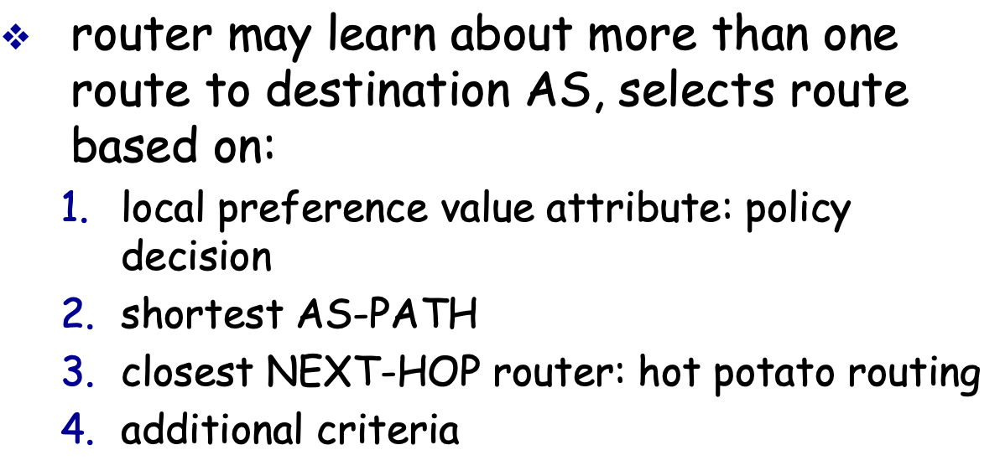 ❖ router may learn about more than one
route to destination AS, selects route
based on:
1. local preference value attribute: policy
decision
2. shortest AS-PATH
3. closest NEXT-HOP router: hot potato routing
4. additional criteria